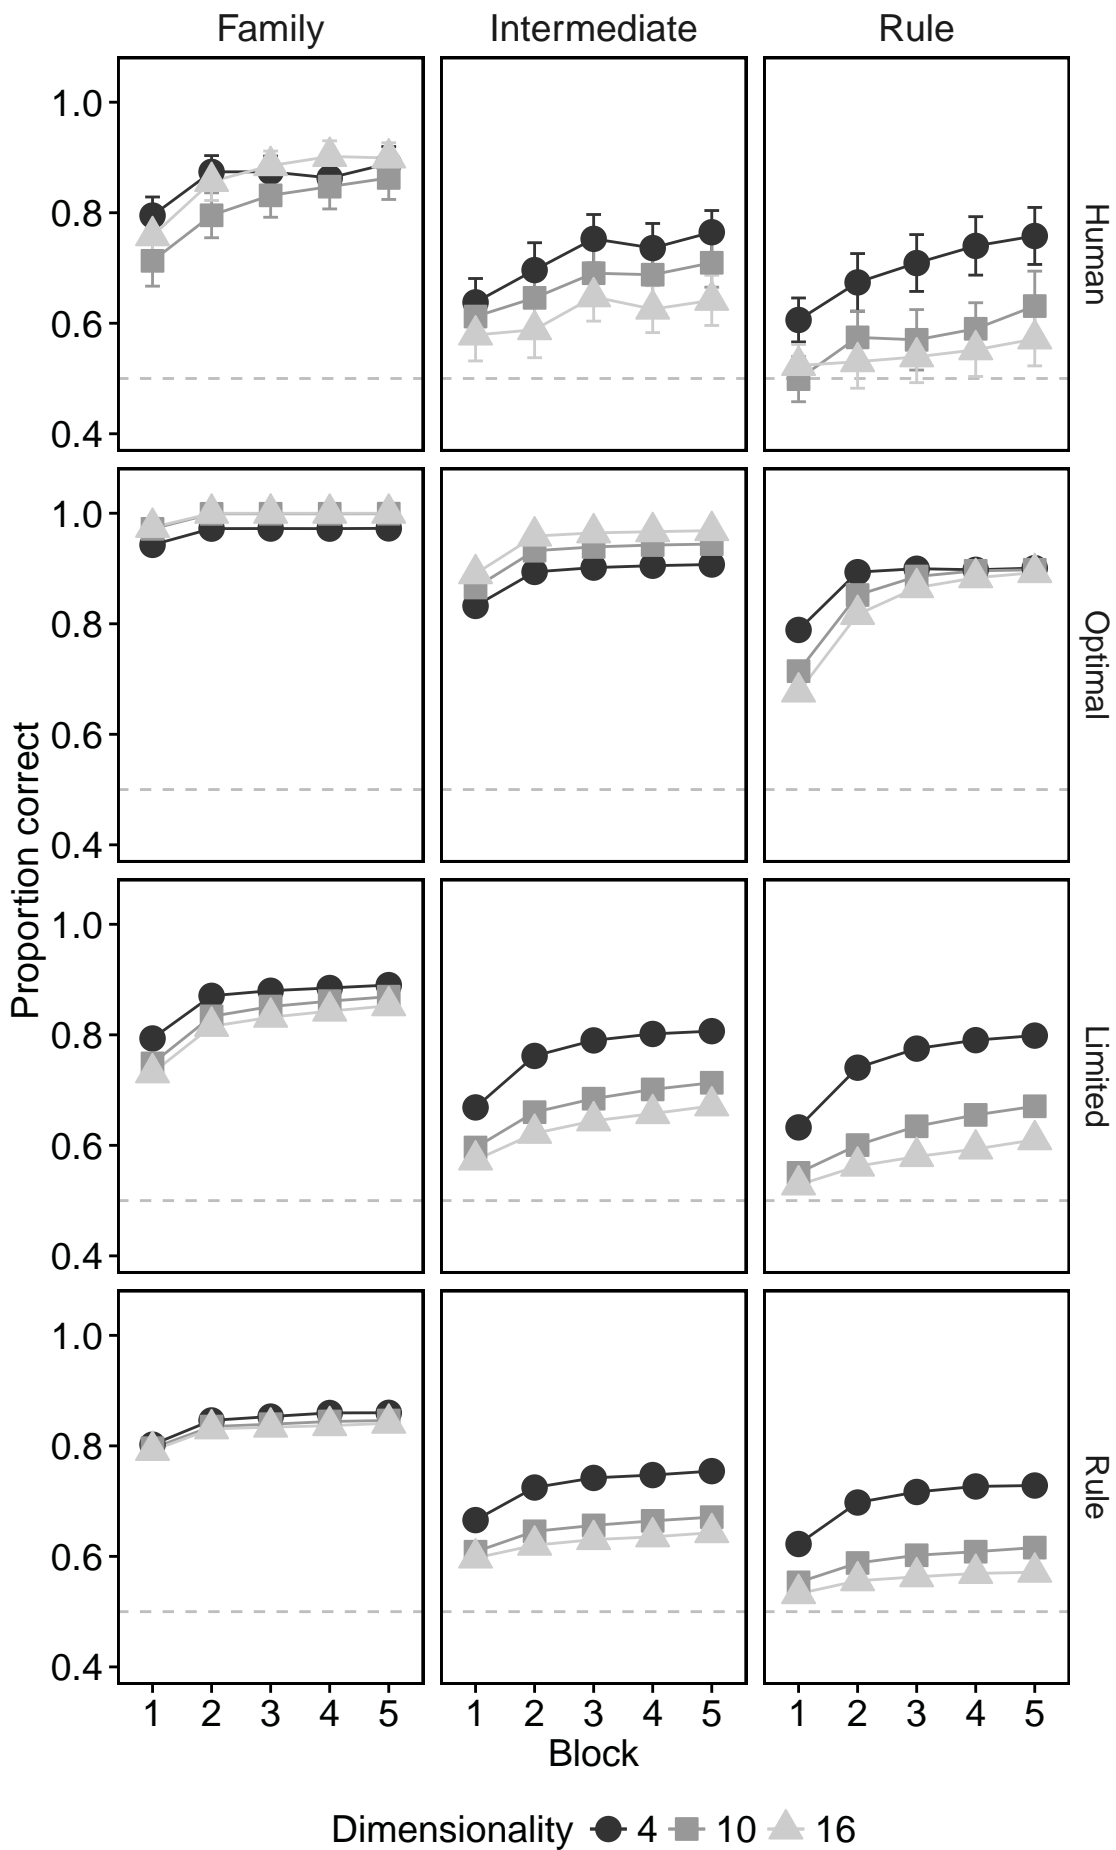 Family Intermediate Rule
1.0
0.8
0.6
0.4
Human
1.0
0.8
0.6
0.4
Optimal
Proportion correct
1.0
0.8
0.6
0.4
Limited
1.0
0.8
0.6
0.4
Rule
1 2 3 4 5 1 2 3 4 5 1 2 3 4 5
Block
Dimensionality 4 10 16